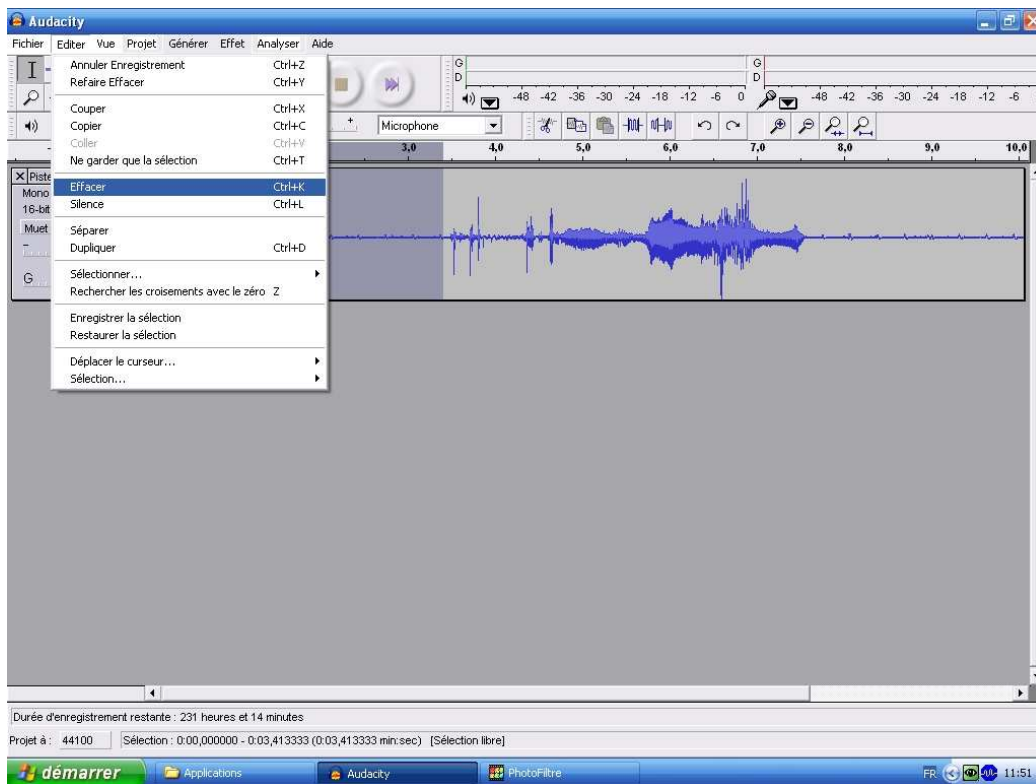 Audacity
Fichier Editer Vue Projet Générer Effet Analyser Aide
Annuler Enregistrement Ctrl+Z
Refaire Effacer Ctrl+Y
Couper Ctrl+X
Copier Ctrl+C
Coller Ctrl+V
Ne garder que la sélection Ctrl+T
Effacer Ctrl+K
Silence Ctrl+L
Séparer
Dupliquer Ctrl+D
Sélectionner...
Rechercher les croisements avec le zéro Z
Enregistrer la sélection
Restaurer la sélection
Déplacer le curseur...
Sélection...
G
D
-48 -42 -36 -30 -24 -18 -12 -6 0
G
D
-48 -42 -36 -30 -24 -18 -12 -6
Microphone
3,0 4,0 5,0 6,0 7,0 8,0 9,0 10,0
Piste
Mono
16-bit
Muet
G
Durée d'enregistrement restante : 231 heures et 14 minutes
Projet à : 44100 Sélection : 0:00,000000 - 0:03,413333 (0:03,413333 min:sec) [Sélection libre]
démarrer Applications Audacity PhotoFiltre FR 11:51